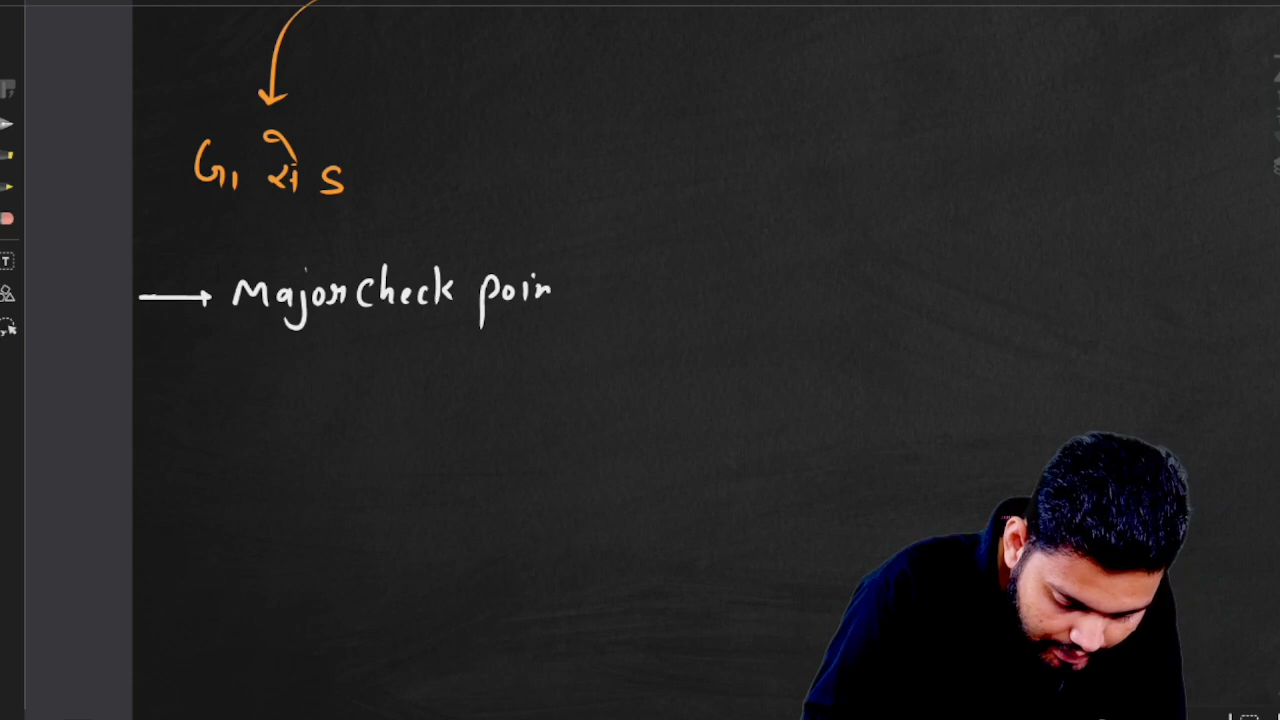 G1 से S
→ Major check poin